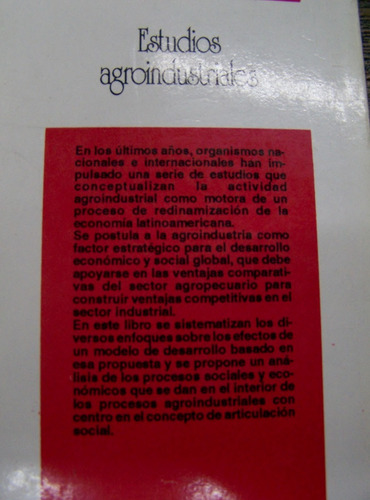 Estudios
agroindustriales
En los últimos años, organismos na-
cionales e internacionales han im-
pulsado una serie de estudios que
conceptualizan la actividad
agroindustrial como motora de un
proceso de redinamización de la
economía latinoamericana.
Se postula a la agroindustria como
factor estratégico para el desarrollo
económico y social global, que debe
apoyarse en las ventajas comparati-
vas del sector agropecuario para
construir ventajas competitivas en el
sector industrial.
En este libro se sistematizan los di-
versos enfoques sobre los efectos de
un modelo de desarrollo basado en
esa propuesta y se propone un aná-
lisis de los procesos sociales y eco-
nómicos que se dan en el interior de
los procesos agroindustriales con
centro en el concepto de articulación
social.